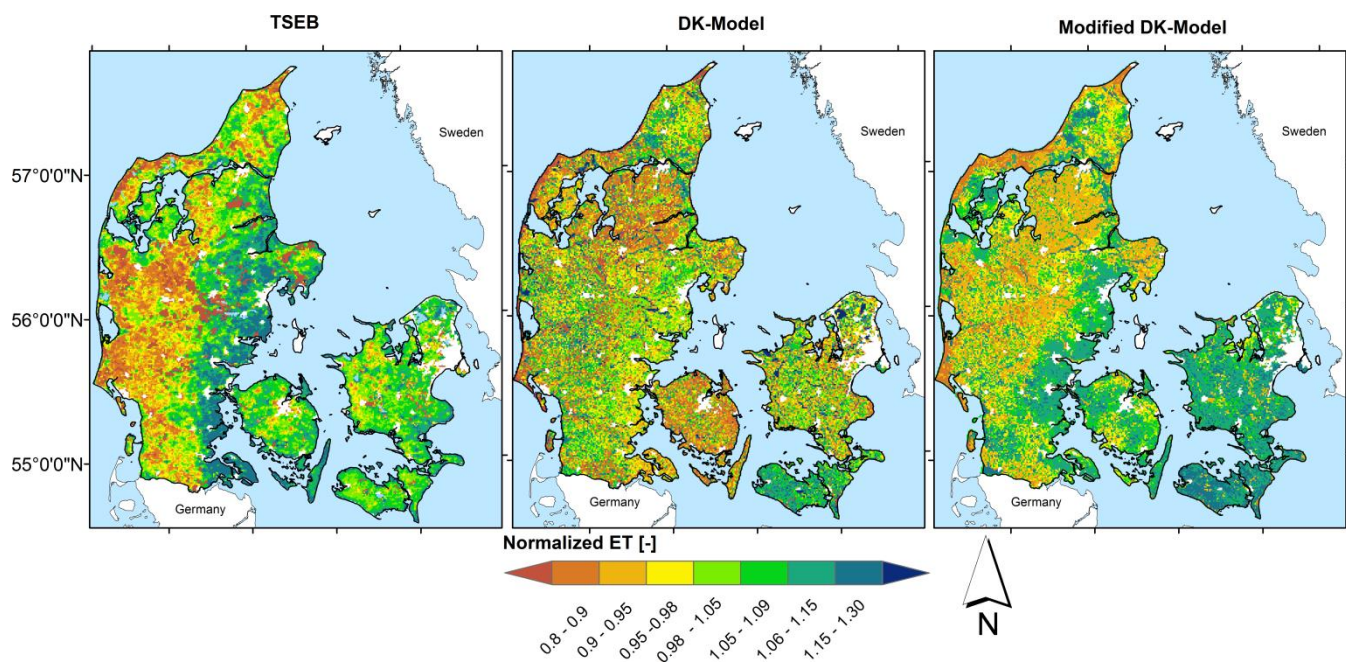 TSEB
DK-Model
Modified DK-Model
Sweden
Sweden
Sweden
57°0'0"N
56°0'0"N
55°0'0"N
Germany
Germany
Germany
Normalized ET [-]
0.8 - 0.9
0.9 - 0.95
0.95 -0.98
0.98 - 1.05
1.05 - 1.09
1.06 - 1.15
1.15 - 1.30
N